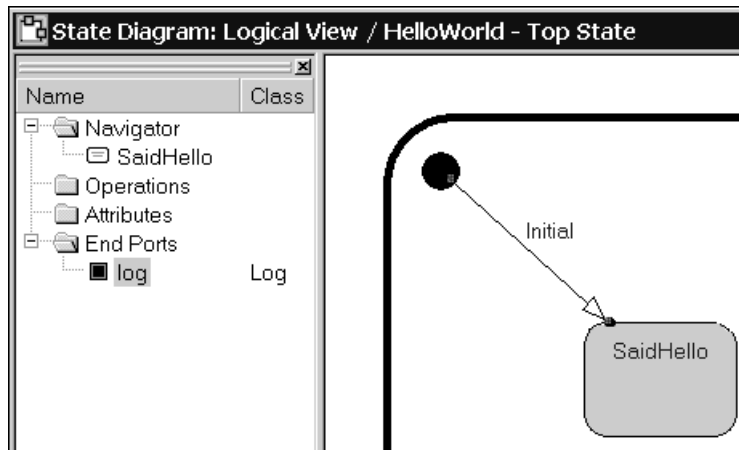 State Diagram: Logical View / HelloWorld - Top State
Name Class
Navigator
SaidHello
Operations
Attributes
End Ports
log Log
Initial
SaidHello